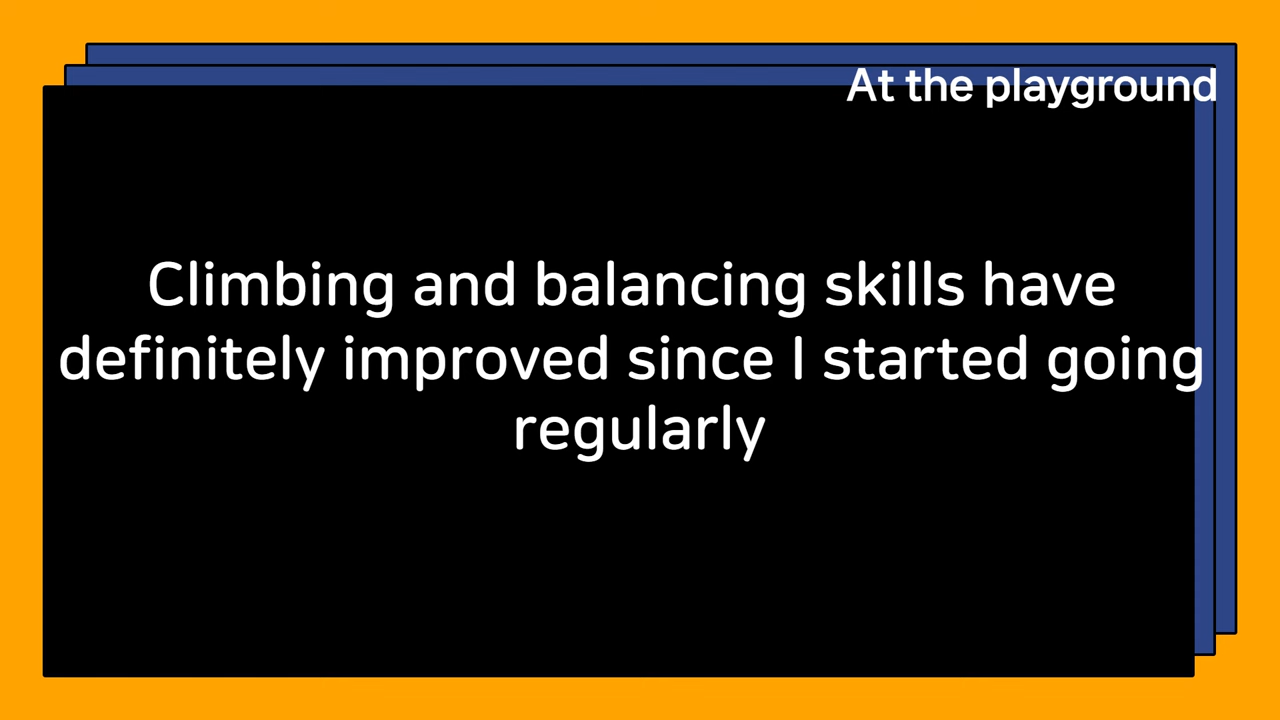 At the playground
Climbing and balancing skills have
definitely improved since I started going
regularly